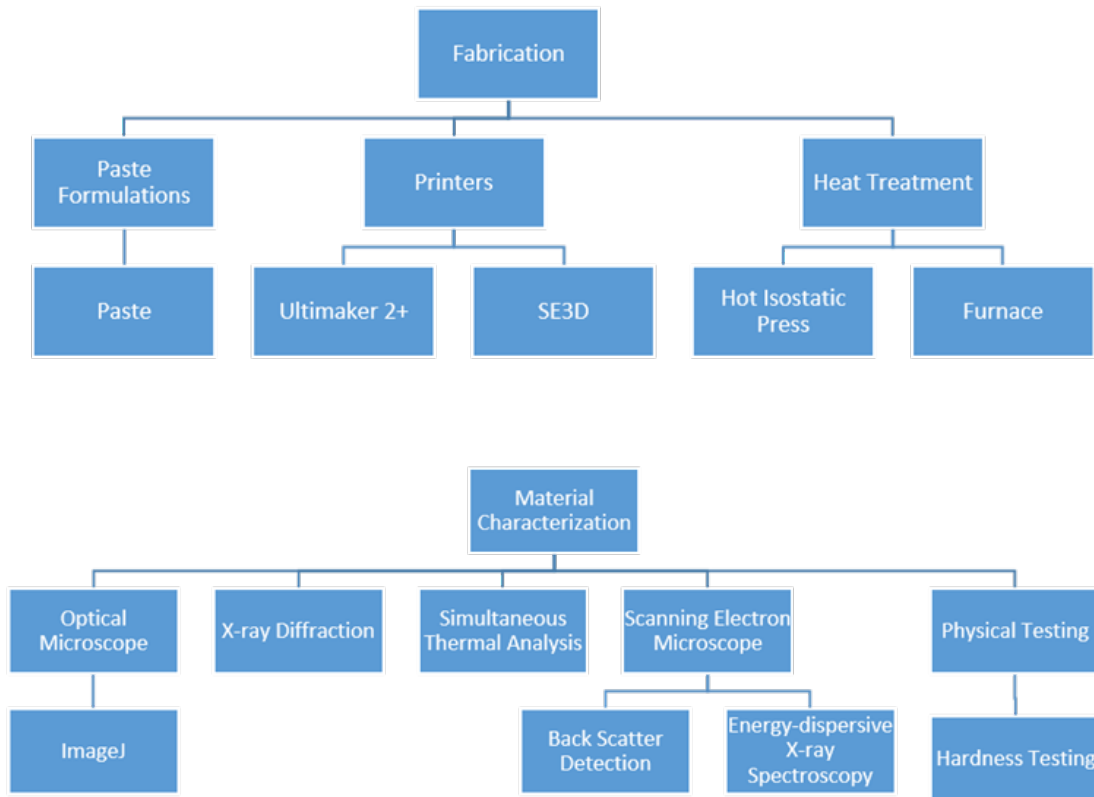 Fabrication
Paste
Formulations
Printers
Heat Treatment
Paste
Ultimaker 2+
SE3D
Hot Isostatic
Press
Furnace
Material
Characterization
Optical
Microscope
X-ray Diffraction
Simultaneous
Thermal Analysis
Scanning Electron
Microscope
Physical Testing
ImageJ
Back Scatter
Detection
Energy-dispersive
X-ray
Spectroscopy
Hardness Testing